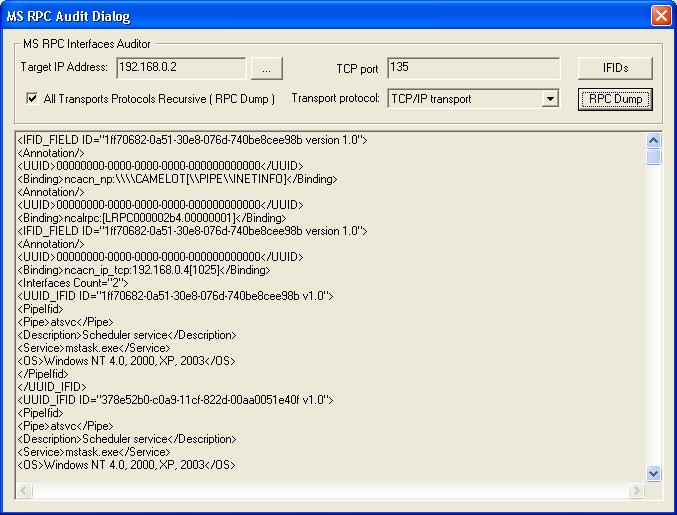 MS RPC Audit Dialog
MS RPC Interfaces Auditor
Target IP Address: 192.168.0.2 ... TCP port 135 IFIDs
All Transports Protocols Recursive ( RPC Dump ) Transport protocol: TCP/IP transport RPC Dump
<IFID_FIELD ID="1ff70682-0a51-30e8-076d-740be8cee98b version 1.0">
<Annotation/>
<UUID>00000000-0000-0000-0000-000000000000</UUID>
<Binding>ncacn_np:\\\\CAMELOT[\\PIPE\\INETINFO]</Binding>
<Annotation/>
<UUID>00000000-0000-0000-0000-000000000000</UUID>
<Binding>ncalrpc:[LRPC000002b4.00000001]</Binding>
<IFID_FIELD ID="1ff70682-0a51-30e8-076d-740be8cee98b version 1.0">
<Annotation/>
<UUID>00000000-0000-0000-0000-000000000000</UUID>
<Binding>ncacn_ip_tcp:192.168.0.4[1025]</Binding>
<Interfaces Count="2">
<UUID_IFID ID="1ff70682-0a51-30e8-076d-740be8cee98b v1.0">
<PipeIfid>
<Pipe>atsvc</Pipe>
<Description>Scheduler service</Description>
<Service>mstask.exe</Service>
<OS>Windows NT 4.0, 2000, XP, 2003</OS>
</PipeIfid>
</UUID_IFID>
<UUID_IFID ID="378e52b0-c0a9-11cf-822d-00aa0051e40f v1.0">
<PipeIfid>
<Pipe>atsvc</Pipe>
<Description>Scheduler service</Description>
<Service>mstask.exe</Service>
<OS>Windows NT 4.0, 2000, XP, 2003</OS>